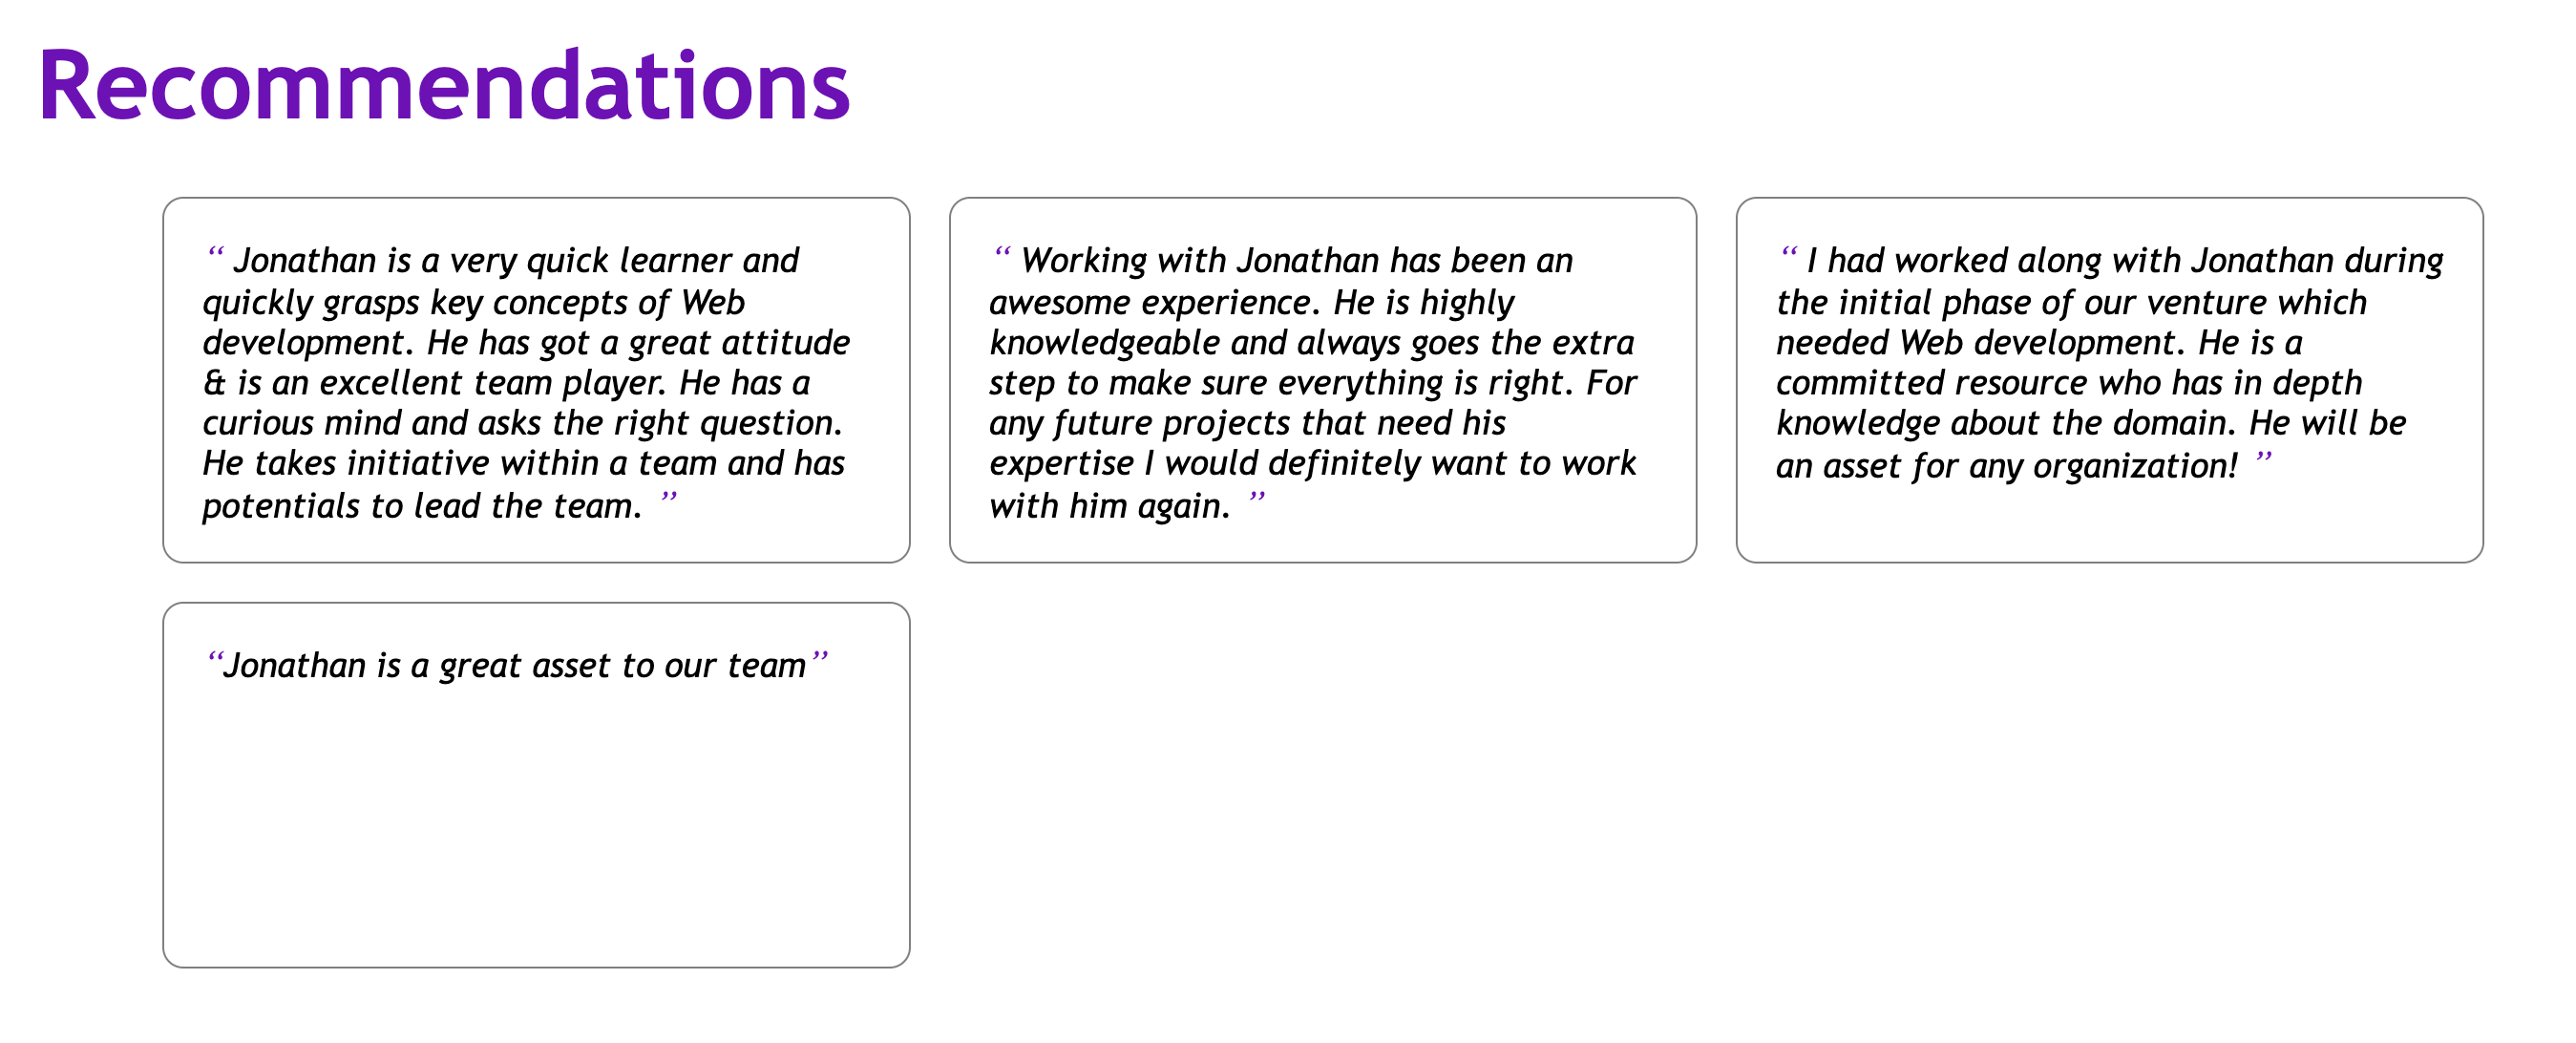 Recommendations
“ Jonathan is a very quick learner and
quickly grasps key concepts of Web
development. He has got a great attitude
& is an excellent team player. He has a
curious mind and asks the right question.
He takes initiative within a team and has
potentials to lead the team. ”
“ Working with Jonathan has been an
awesome experience. He is highly
knowledgeable and always goes the extra
step to make sure everything is right. For
any future projects that need his
expertise I would definitely want to work
with him again. ”
“ I had worked along with Jonathan during
the initial phase of our venture which
needed Web development. He is a
committed resource who has in depth
knowledge about the domain. He will be
an asset for any organization! ”
“Jonathan is a great asset to our team”